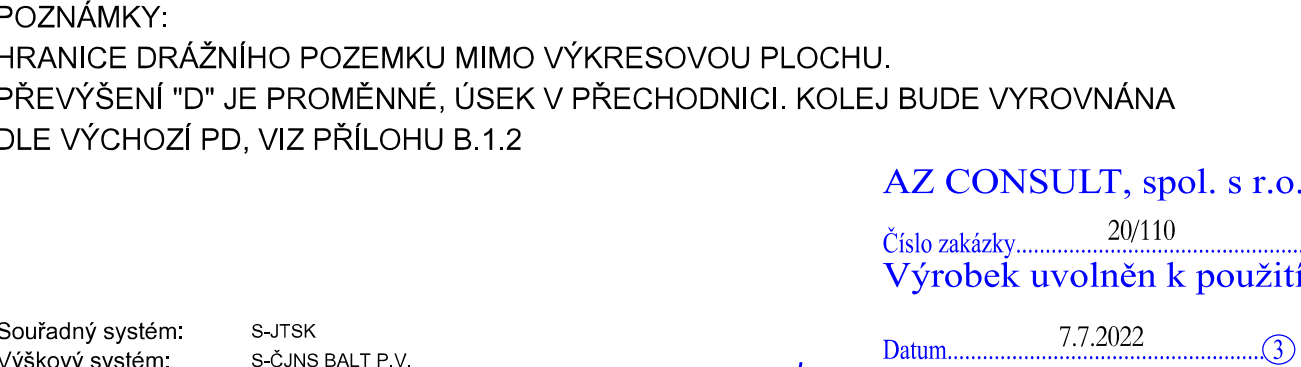 POZNÁMKY:
HRANICE DRÁŽNÍHO POZEMKU MIMO VÝKRESOVOU PLOCHU.
PŘEVÝŠENÍ "D" JE PROMĚNNÉ, ÚSEK V PŘECHODNICI. KOLEJ BUDE VYROVNÁNA
DLE VÝCHOZÍ PD, VIZ PŘÍLOHU B.1.2
AZ CONSULT, spol. s r.o.
Číslo zakázky....20/110....
Výrobek uvolněn k použití
Souřadný systém: S-JTSK
Výškový systém: S-ČJNS BALT P.V.
Datum....7.7.2022....3